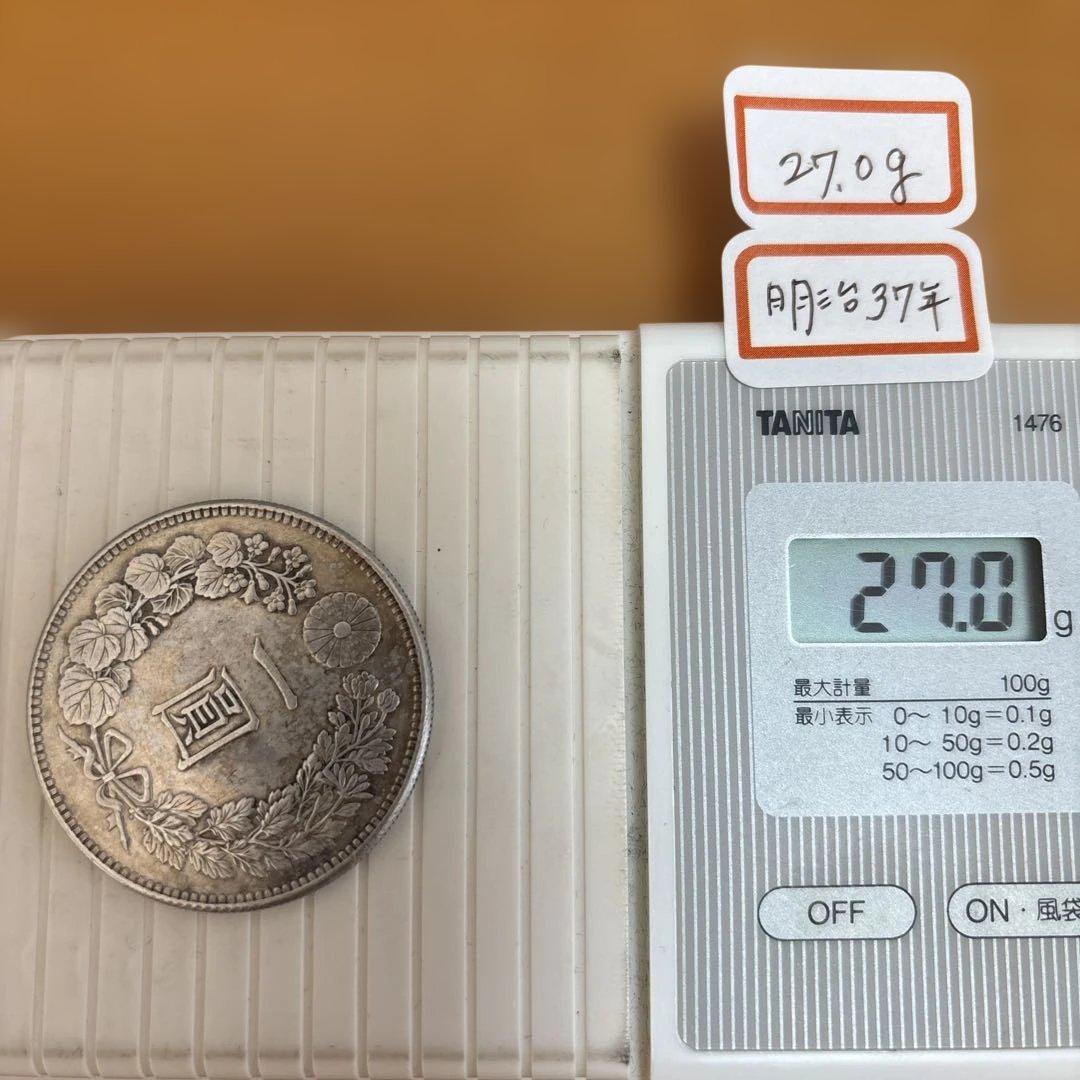 27.0g
明治37年
TANITA 1476
27.0 g
最大計量 100g
最小表示 0〜 10g=0.1g
10〜 50g=0.2g
50〜100g=0.5g
OFF
ON・風袋
一
圓